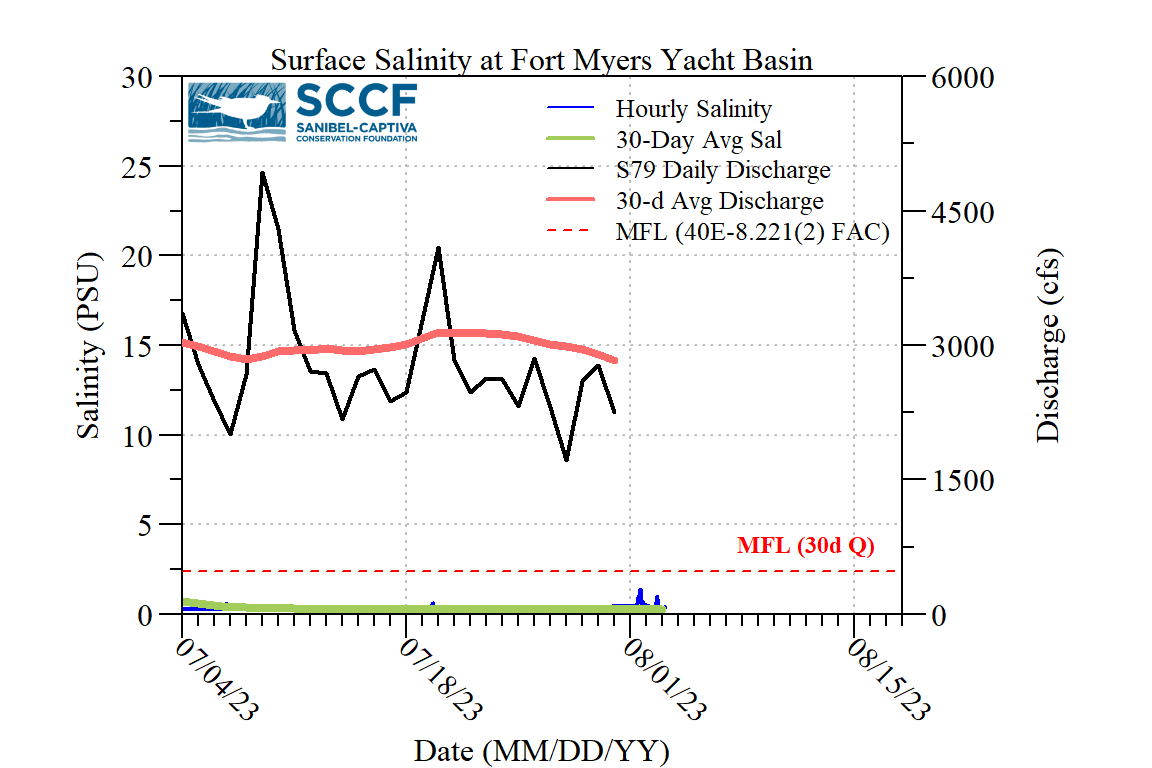 Surface Salinity at Fort Myers Yacht Basin
SCCF
SANIBEL-CAPTIVA
CONSERVATION FOUNDATION
Hourly Salinity
30-Day Avg Sal
S79 Daily Discharge
30-d Avg Discharge
MFL (40E-8.221(2) FAC)
Salinity (PSU)
30
25
20
15
10
5
0
6000
4500
3000
1500
0
Discharge (cfs)
MFL (30d Q)
07/04/23
07/18/23
08/01/23
08/15/23
Date (MM/DD/YY)